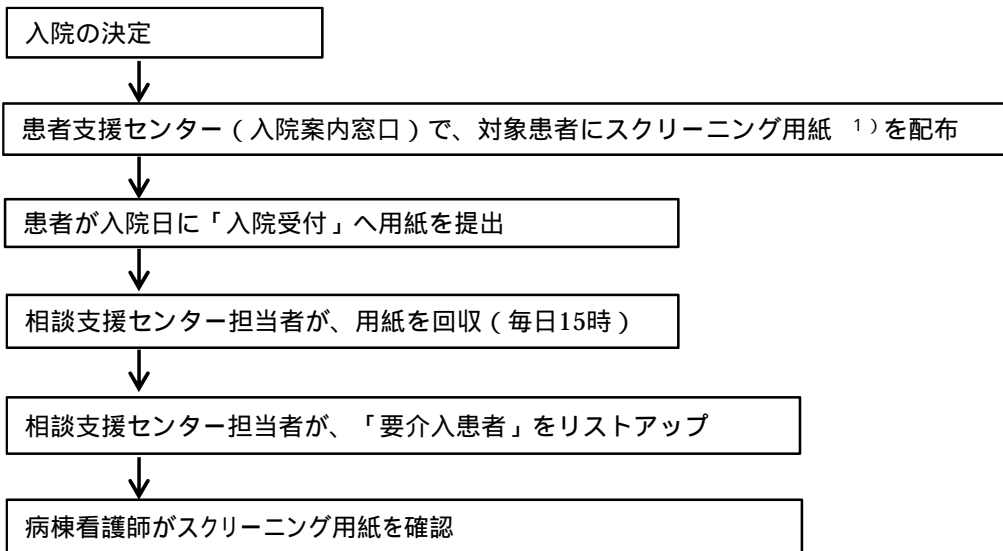 入院の決定
患者支援センター（入院案内窓口）で、対象患者にスクリーニング用紙 1）を配布
患者が入院日に「入院受付」へ用紙を提出
相談支援センター担当者が、用紙を回収（毎日15時）
相談支援センター担当者が、「要介入患者」をリストアップ
病棟看護師がスクリーニング用紙を確認